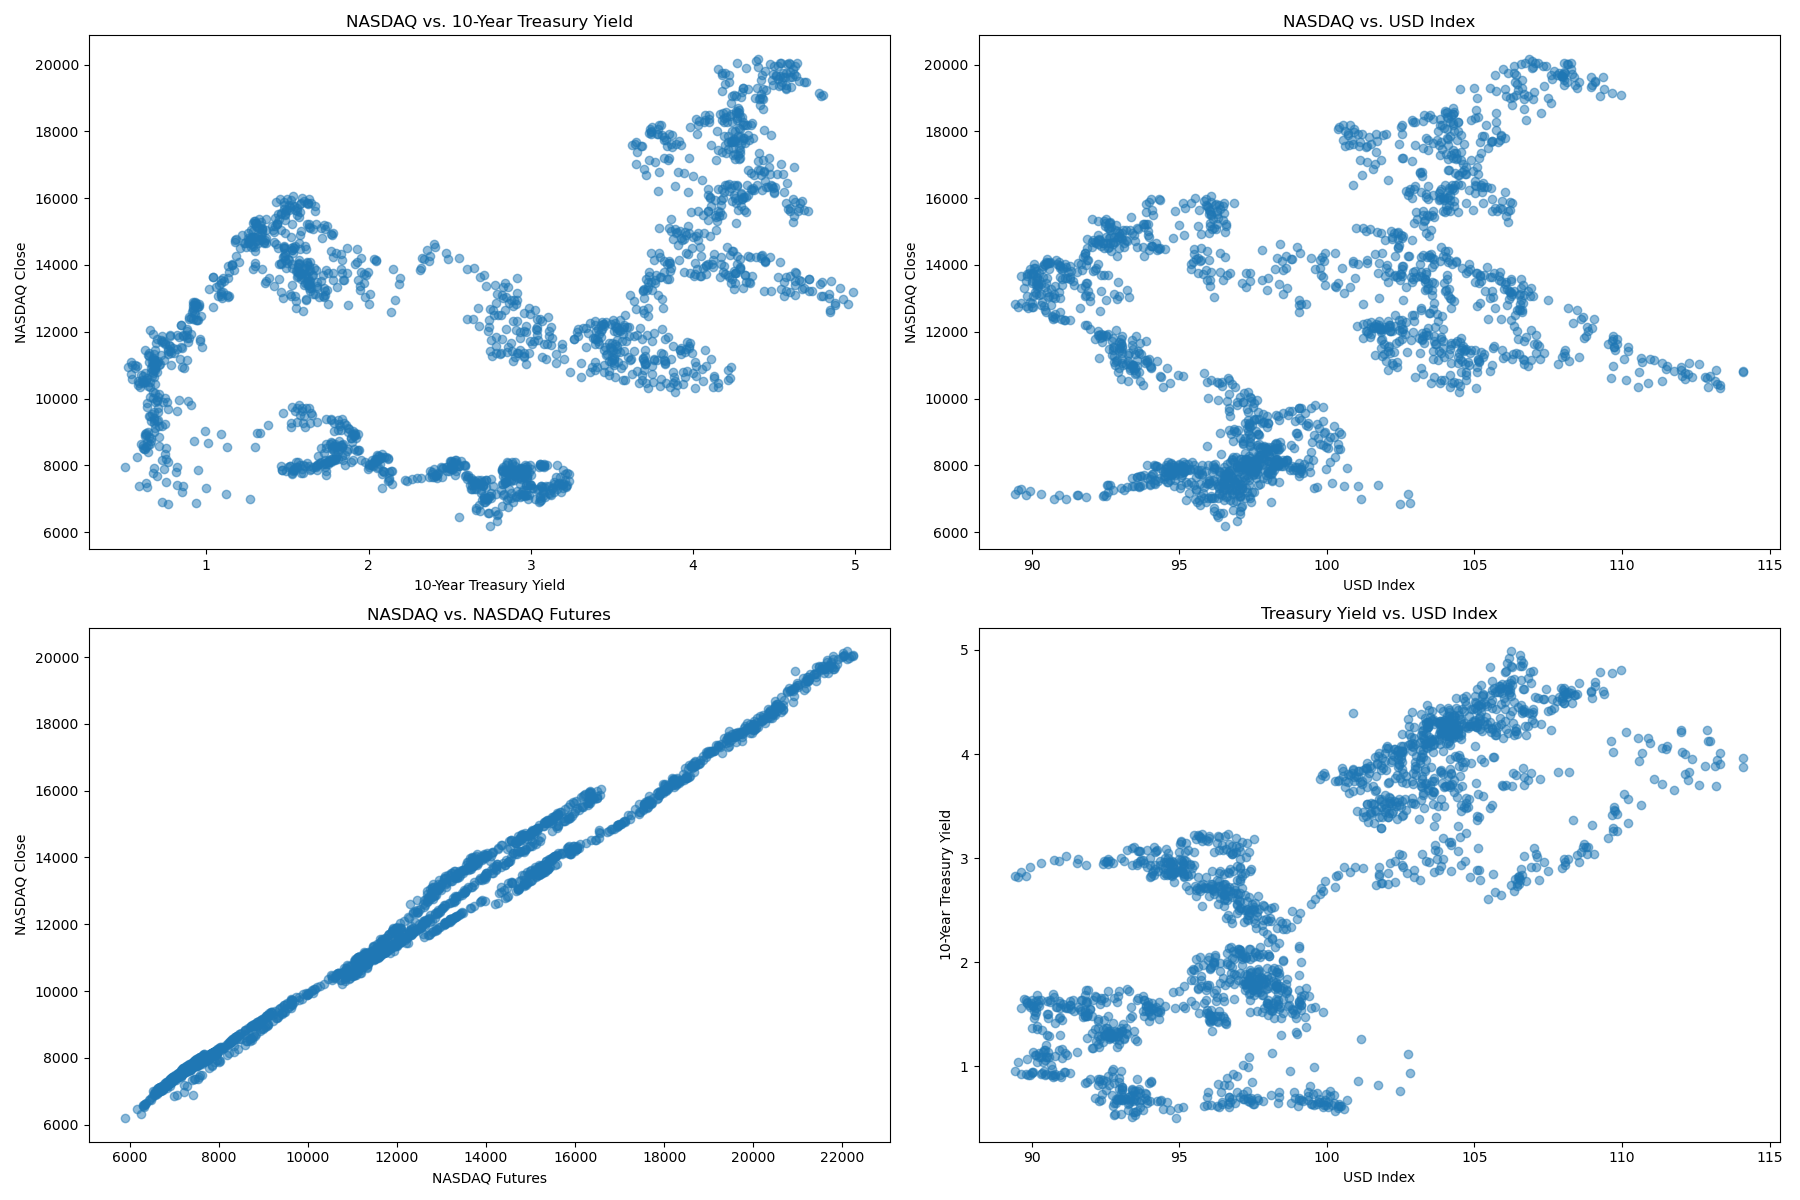 NASDAQ vs. 10-Year Treasury Yield
NASDAQ Close
20000
18000
16000
14000
12000
10000
8000
6000
1 2 3 4 5
10-Year Treasury Yield
NASDAQ vs. USD Index
NASDAQ Close
20000
18000
16000
14000
12000
10000
8000
6000
90 95 100 105 110 115
USD Index
NASDAQ vs. NASDAQ Futures
NASDAQ Close
20000
18000
16000
14000
12000
10000
8000
6000
6000 8000 10000 12000 14000 16000 18000 20000 22000
NASDAQ Futures
Treasury Yield vs. USD Index
10-Year Treasury Yield
5
4
3
2
1
90 95 100 105 110 115
USD Index